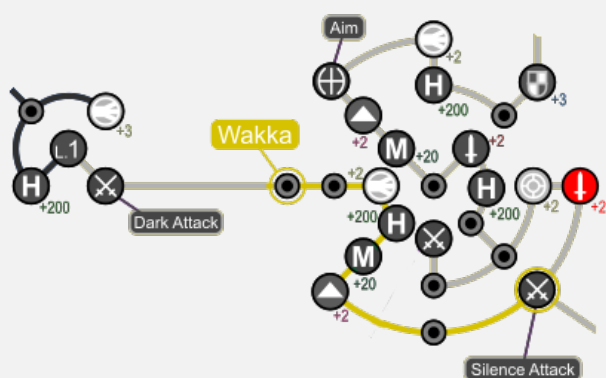 Aim
+2
H
+200
+3
+2
M
+20
+2
Wakka
+3
L.1
H
+200
Dark Attack
+2
+200
H
M
+20
+2
H
+200
+2
+2
Silence Attack